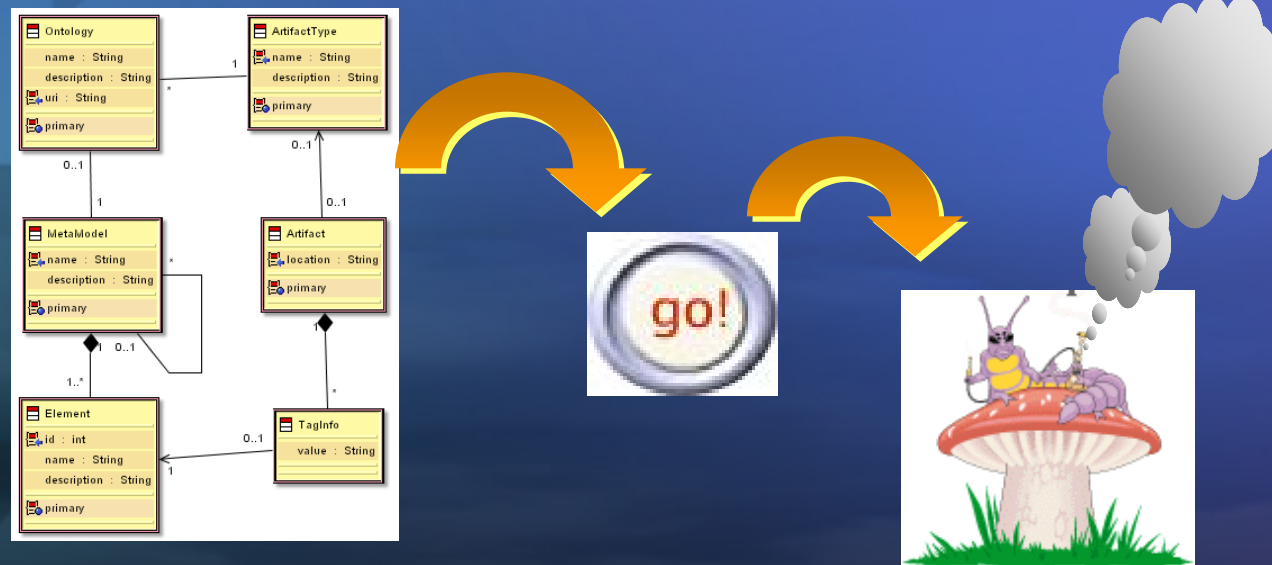 Ontology
name : String
description : String
uri : String
primary
1
*
ArtifactType
name : String
description : String
primary
0..1
1
0..1
0..1
MetaModel
name : String
description : String
primary
*
1
0..1
1..*
Artifact
location : String
primary
1
*
Element
id : int
name : String
description : String
primary
0..1
1
TagInfo
value : String
go!